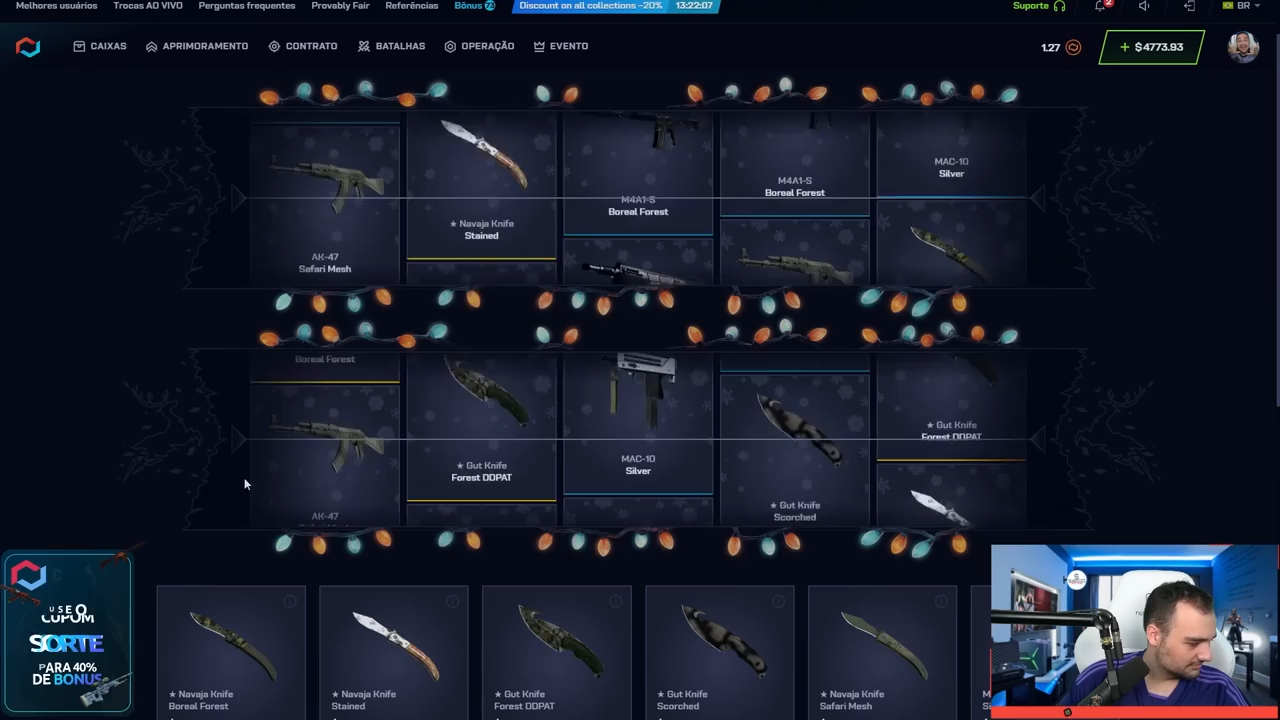 Melhores usuários Trocas AO VIVO Perguntas frequentes Provably Fair Referências Bônus Discount on all collections -20% 13:22:07 Suporte 2 BR
CAIXAS APRIMORAMENTO CONTRATO BATALHAS OPERAÇÃO EVENTO 1.27 + $4773.93
AK-47
Safari Mesh
★ Navaja Knife
Stained
M4A1-S
Boreal Forest
M4A1-S
Boreal Forest
MAC-10
Silver
Boreal Forest
AK-47
Safari Mesh
★ Gut Knife
Forest DDPAT
MAC-10
Silver
★ Gut Knife
Scorched
★ Gut Knife
Forest DDPAT
USE O
CUPOM
SORTE
PARA 40%
DE BONUS
★ Navaja Knife
Boreal Forest
★ Navaja Knife
Stained
★ Gut Knife
Forest DDPAT
★ Gut Knife
Scorched
★ Navaja Knife
Safari Mesh